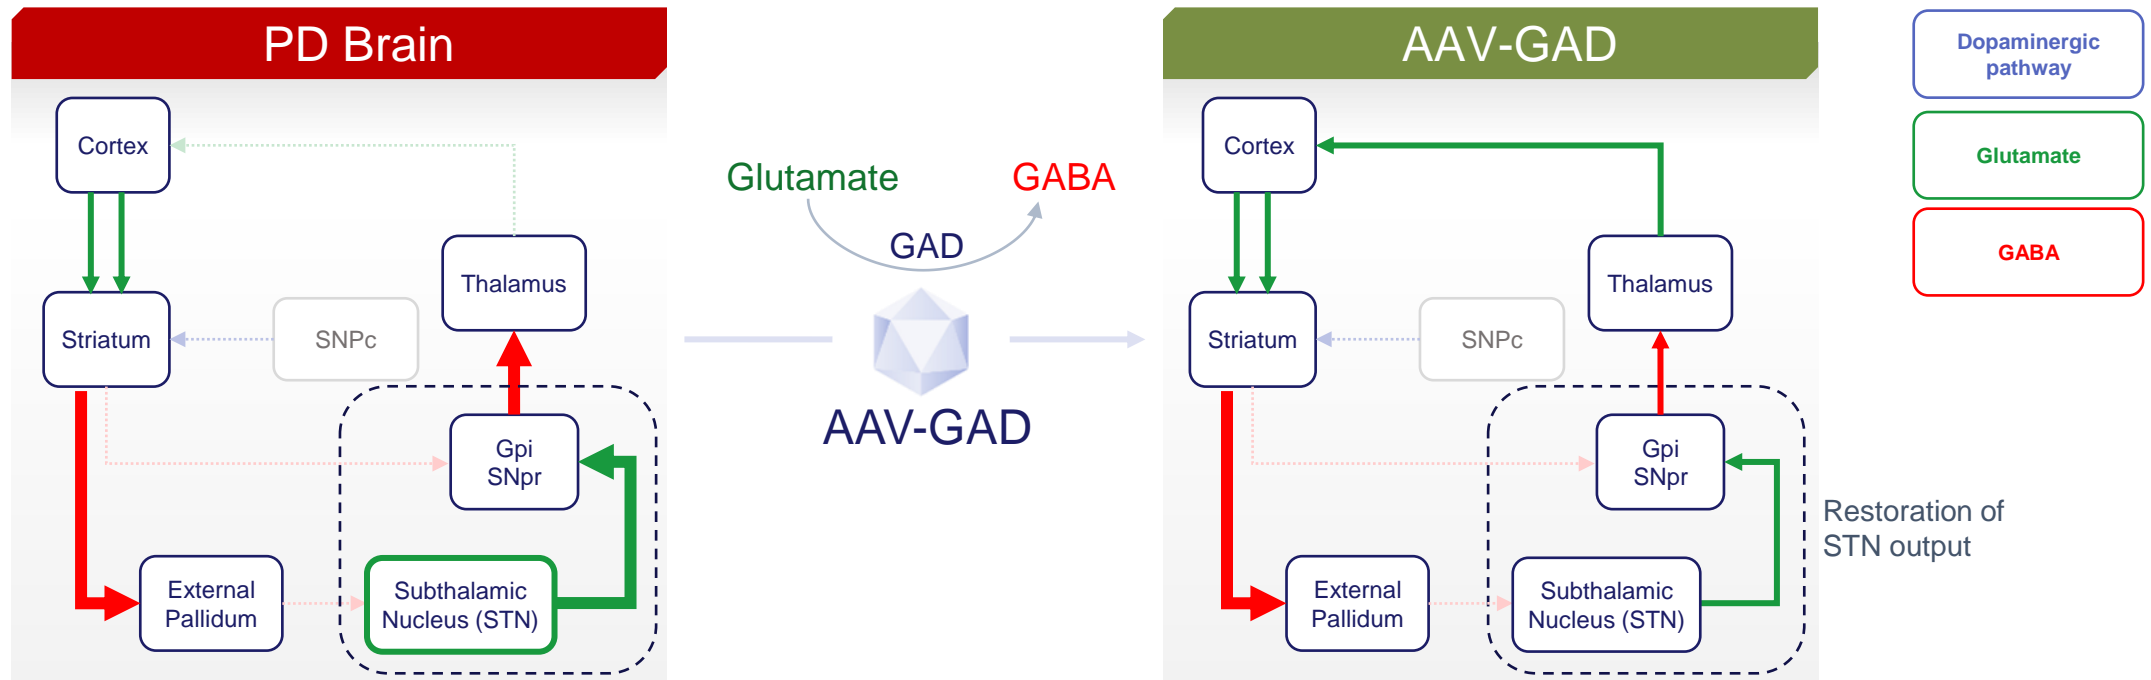 PD Brain
Cortex
Thalamus
Striatum
SNPc
Gpi
SNpr
External
Pallidum
Subthalamic
Nucleus (STN)
Glutamate
GABA
GAD
AAV-GAD
AAV-GAD
Cortex
Thalamus
Striatum
SNPc
Gpi
SNpr
External
Pallidum
Subthalamic
Nucleus (STN)
Restoration of
STN output
Dopaminergic
pathway
Glutamate
GABA